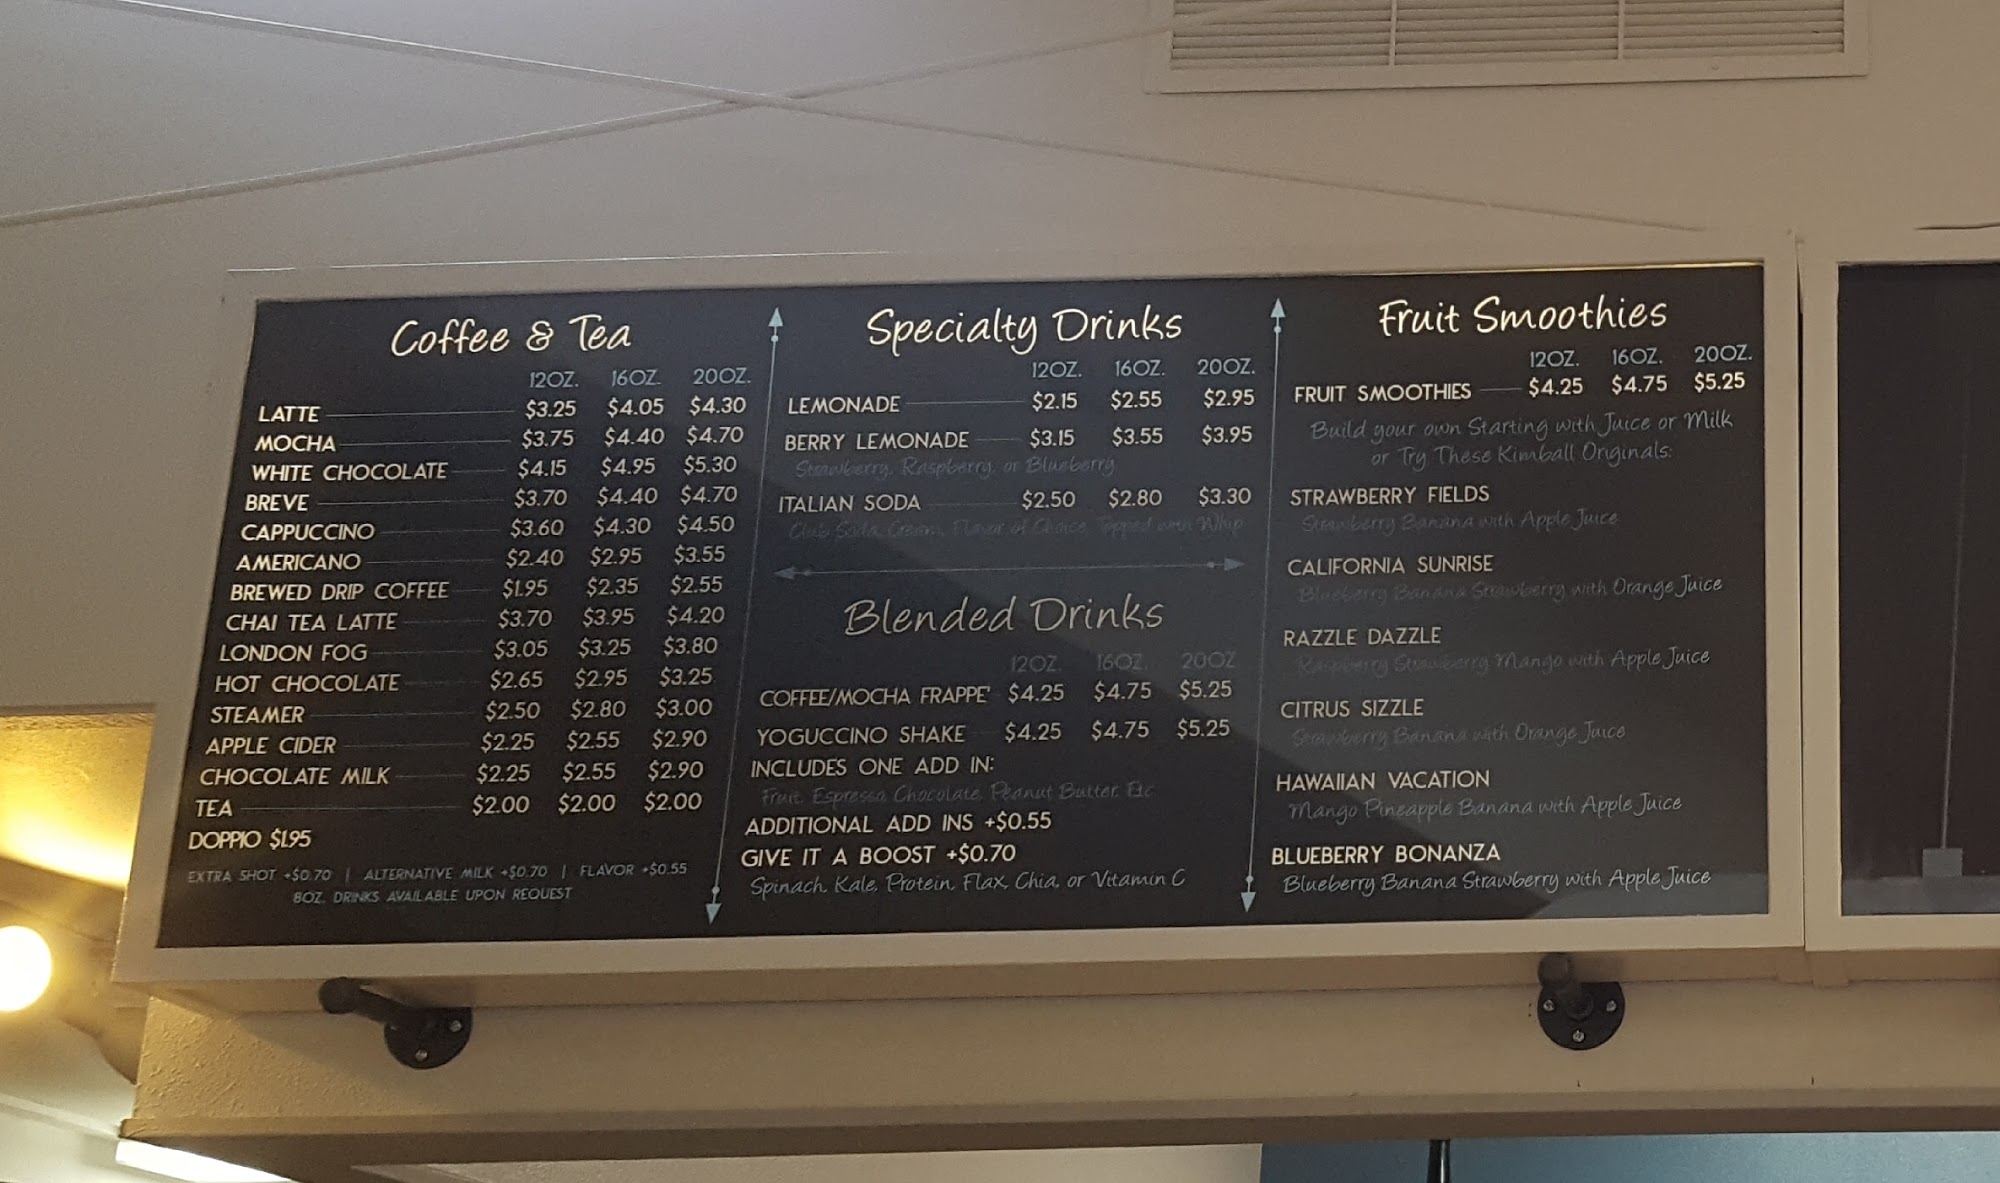 Coffee & Tea
12OZ. 16OZ. 20OZ.
LATTE $3.25 $4.05 $4.30
MOCHA $3.75 $4.40 $4.70
WHITE CHOCOLATE $4.15 $4.95 $5.30
BREVE $3.70 $4.40 $4.70
CAPPUCCINO $3.60 $4.30 $4.50
AMERICANO $2.40 $2.95 $3.55
BREWED DRIP COFFEE $1.95 $2.35 $2.55
CHAI TEA LATTE $3.70 $3.95 $4.20
LONDON FOG $3.05 $3.25 $3.80
HOT CHOCOLATE $2.65 $2.95 $3.25
STEAMER $2.50 $2.80 $3.00
APPLE CIDER $2.25 $2.55 $2.90
CHOCOLATE MILK $2.25 $2.55 $2.90
TEA $2.00 $2.00 $2.00
DOPPIO $1.95
EXTRA SHOT +$0.70 | ALTERNATIVE MILK +$0.70 | FLAVOR +$0.55
8OZ. DRINKS AVAILABLE UPON REQUEST
Specialty Drinks
12OZ. 16OZ. 20OZ.
LEMONADE $2.15 $2.55 $2.95
BERRY LEMONADE $3.15 $3.55 $3.95
Strawberry, Raspberry, or Blueberry
ITALIAN SODA $2.50 $2.80 $3.30
Club Soda, Cream, Flavor of Choice, Topped with Whip
Blended Drinks
12OZ. 16OZ. 20OZ
COFFEE/MOCHA FRAPPE' $4.25 $4.75 $5.25
YOGUCCINO SHAKE $4.25 $4.75 $5.25
INCLUDES ONE ADD IN:
Fruit, Espresso, Chocolate, Peanut Butter, Etc
ADDITIONAL ADD INS +$0.55
GIVE IT A BOOST +$0.70
Spinach, Kale, Protein, Flax, Chia, or Vitamin C
Fruit Smoothies
12OZ. 16OZ. 20OZ.
FRUIT SMOOTHIES $4.25 $4.75 $5.25
Build your own Starting with Juice or Milk
or Try These Kimball Originals:
STRAWBERRY FIELDS
Strawberry Banana with Apple Juice
CALIFORNIA SUNRISE
Blueberry Banana Strawberry with Orange Juice
RAZZLE DAZZLE
Raspberry Strawberry Mango with Apple Juice
CITRUS SIZZLE
Strawberry Banana with Orange Juice
HAWAIIAN VACATION
Mango Pineapple Banana with Apple Juice
BLUEBERRY BONANZA
Blueberry Banana Strawberry with Apple Juice